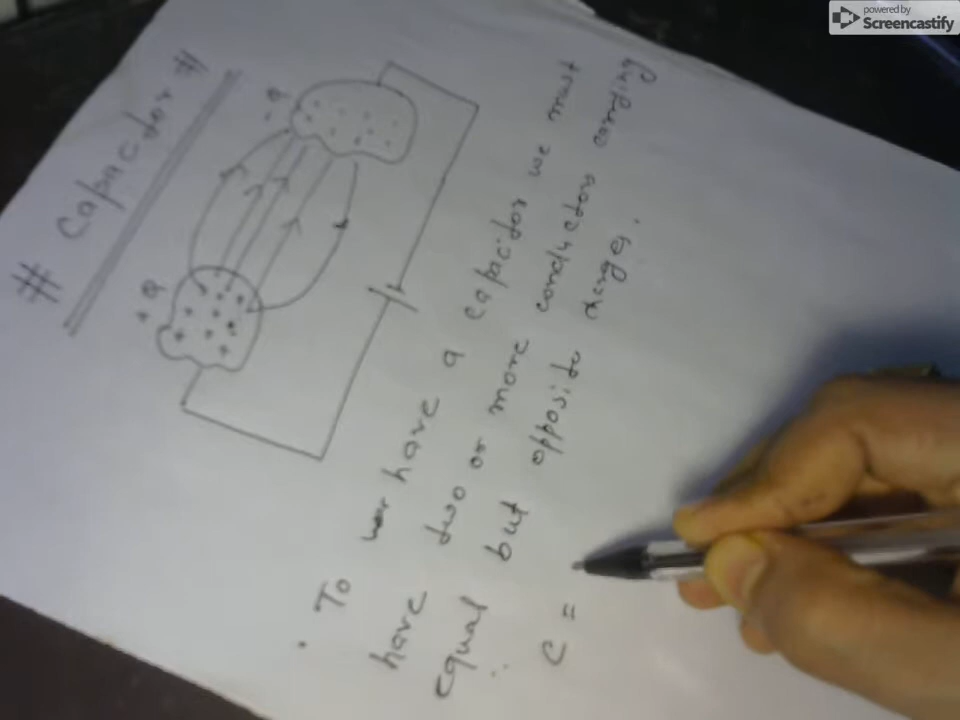 powered by
Screencastify
# Capacitor #
+ Q
- Q
To have a capacitor we must
have two or more conductors carrying
equal but opposite charges.
C =